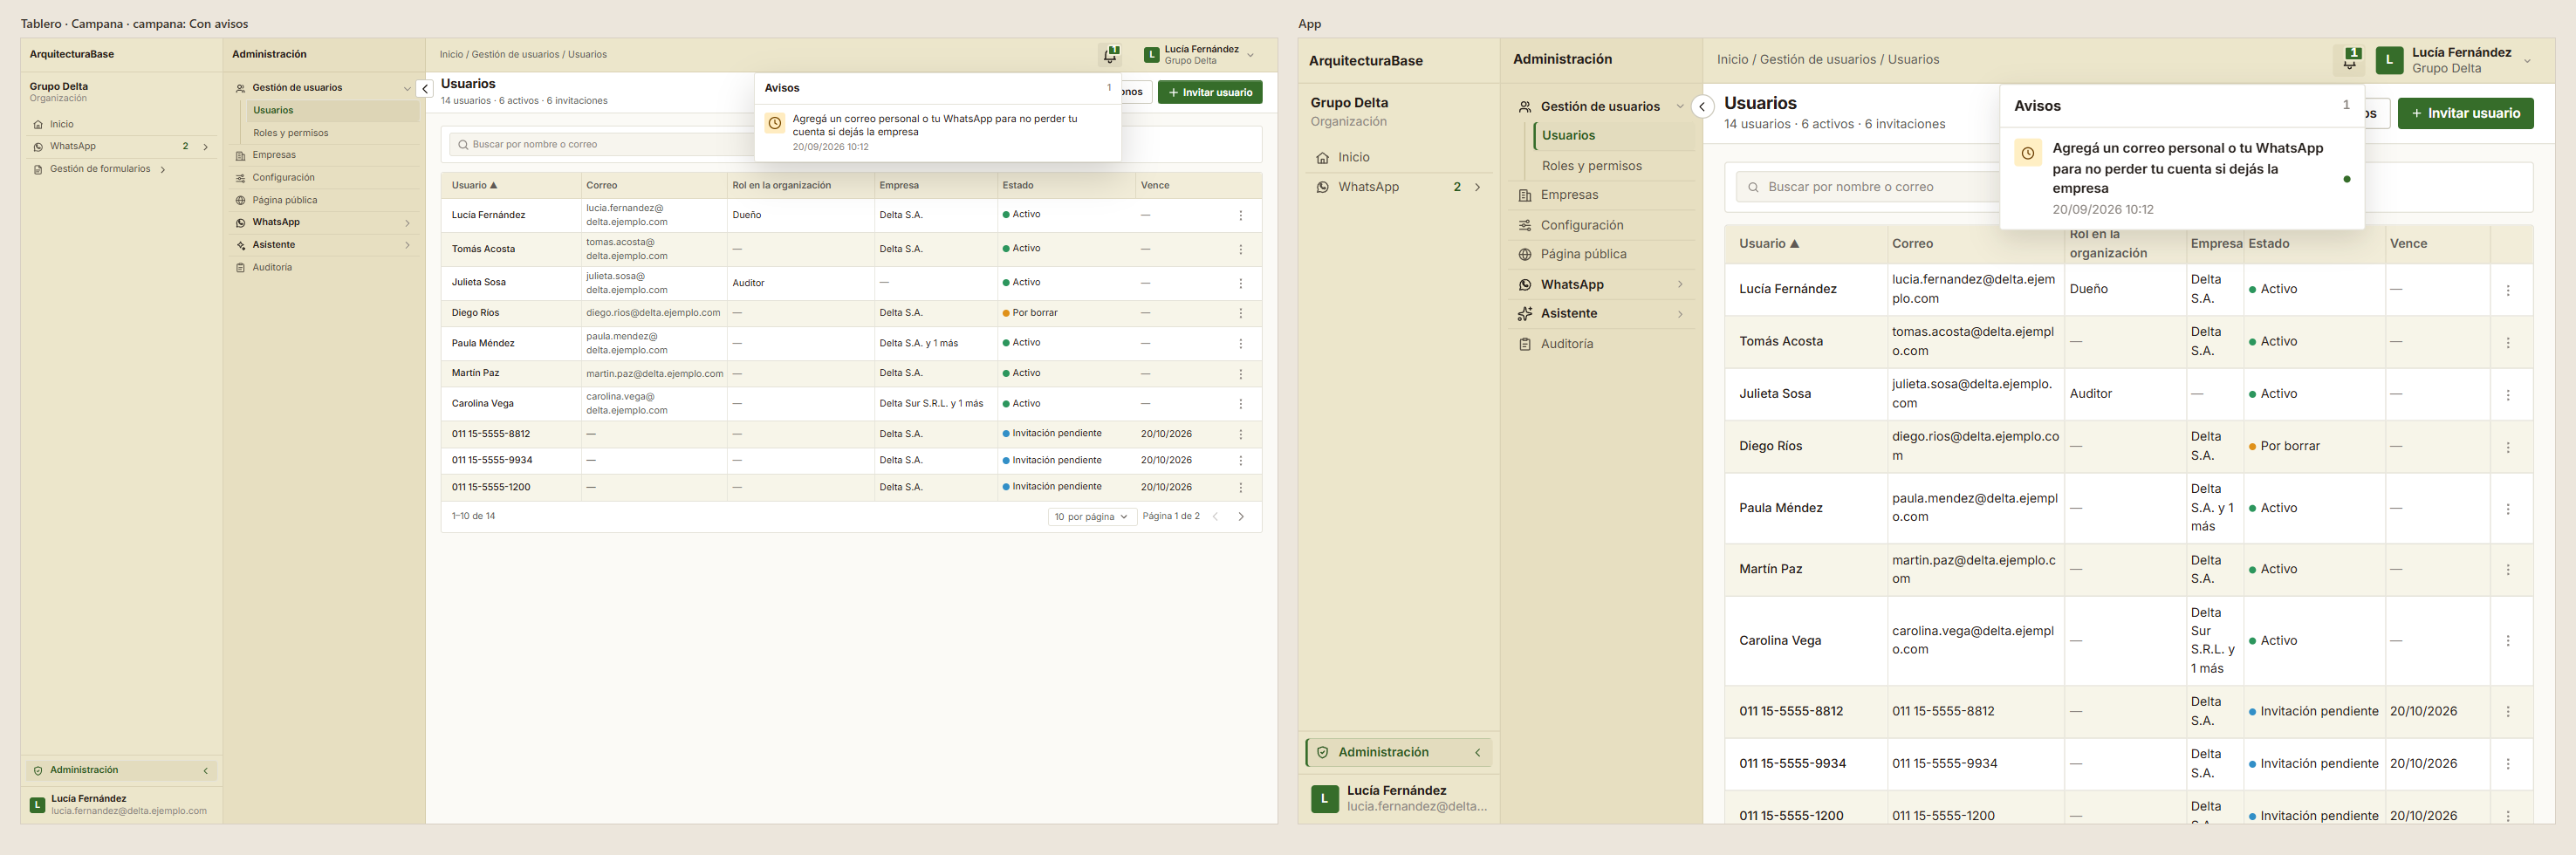 Tablero · Campana · campana: Con avisos
ArquitecturaBase
Grupo Delta
Organización
Inicio
WhatsApp 2
Gestión de formularios
Administración
Lucía Fernández
L
lucia.fernandez@delta.ejemplo.com
Administración
Gestión de usuarios
Usuarios
Roles y permisos
Empresas
Configuración
Página pública
WhatsApp
Asistente
Auditoría
Inicio / Gestión de usuarios / Usuarios
1
L
Lucía Fernández
Grupo Delta
Usuarios
14 usuarios · 6 activos · 6 invitaciones
onos
+ Invitar usuario
Avisos 1
Agregá un correo personal o tu WhatsApp para no perder tu
cuenta si dejás la empresa
20/09/2026 10:12
Buscar por nombre o correo
Usuario ▲ Correo Rol en la organización Empresa Estado Vence
Lucía Fernández lucia.fernandez@ Dueño Delta S.A. Activo —
delta.ejemplo.com
Tomás Acosta tomas.acosta@ — Delta S.A. Activo —
delta.ejemplo.com
Julieta Sosa julieta.sosa@ Auditor — Activo —
delta.ejemplo.com
Diego Ríos diego.rios@delta.ejemplo.com — Delta S.A. Por borrar —
Paula Méndez paula.mendez@ — Delta S.A. y 1 más Activo —
delta.ejemplo.com
Martín Paz martin.paz@delta.ejemplo.com — Delta S.A. Activo —
Carolina Vega carolina.vega@ — Delta Sur S.R.L. y 1 más Activo —
delta.ejemplo.com
011 15-5555-8812 — — Delta S.A. Invitación pendiente 20/10/2026
011 15-5555-9934 — — Delta S.A. Invitación pendiente 20/10/2026
011 15-5555-1200 — — Delta S.A. Invitación pendiente 20/10/2026
1–10 de 14
10 por página
Página 1 de 2
App
ArquitecturaBase
Grupo Delta
Organización
Inicio
WhatsApp 2
Administración
L
Lucía Fernández
lucia.fernandez@delta...
Administración
Gestión de usuarios
Usuarios
Roles y permisos
Empresas
Configuración
Página pública
WhatsApp
Asistente
Auditoría
Inicio / Gestión de usuarios / Usuarios
1
L
Lucía Fernández
Grupo Delta
Usuarios
14 usuarios · 6 activos · 6 invitaciones
os
+ Invitar usuario
Avisos 1
Agregá un correo personal o tu WhatsApp
para no perder tu cuenta si dejás la
empresa
20/09/2026 10:12
Buscar por nombre o correo
Usuario ▲ Correo Rol en la organización Empresa Estado Vence
Lucía Fernández lucia.fernandez@delta.ejem Dueño Delta Activo —
plo.com S.A.
Tomás Acosta tomas.acosta@delta.ejempl — Delta Activo —
o.com S.A.
Julieta Sosa julieta.sosa@delta.ejemplo. Auditor — Activo —
com
Diego Ríos diego.rios@delta.ejemplo.co — Delta Por borrar —
m S.A.
Paula Méndez paula.mendez@delta.ejempl — Delta Activo —
o.com S.A. y 1
más
Martín Paz martin.paz@delta.ejemplo.c — Delta Activo —
om S.A.
Carolina Vega carolina.vega@delta.ejempl — Delta Activo —
o.com Sur
S.R.L. y
1 más
011 15-5555-8812 011 15-5555-8812 — Delta Invitación pendiente 20/10/2026
S.A.
011 15-5555-9934 011 15-5555-9934 — Delta Invitación pendiente 20/10/2026
S.A.
011 15-5555-1200 011 15-5555-1200 — Delta Invitación pendiente 20/10/2026